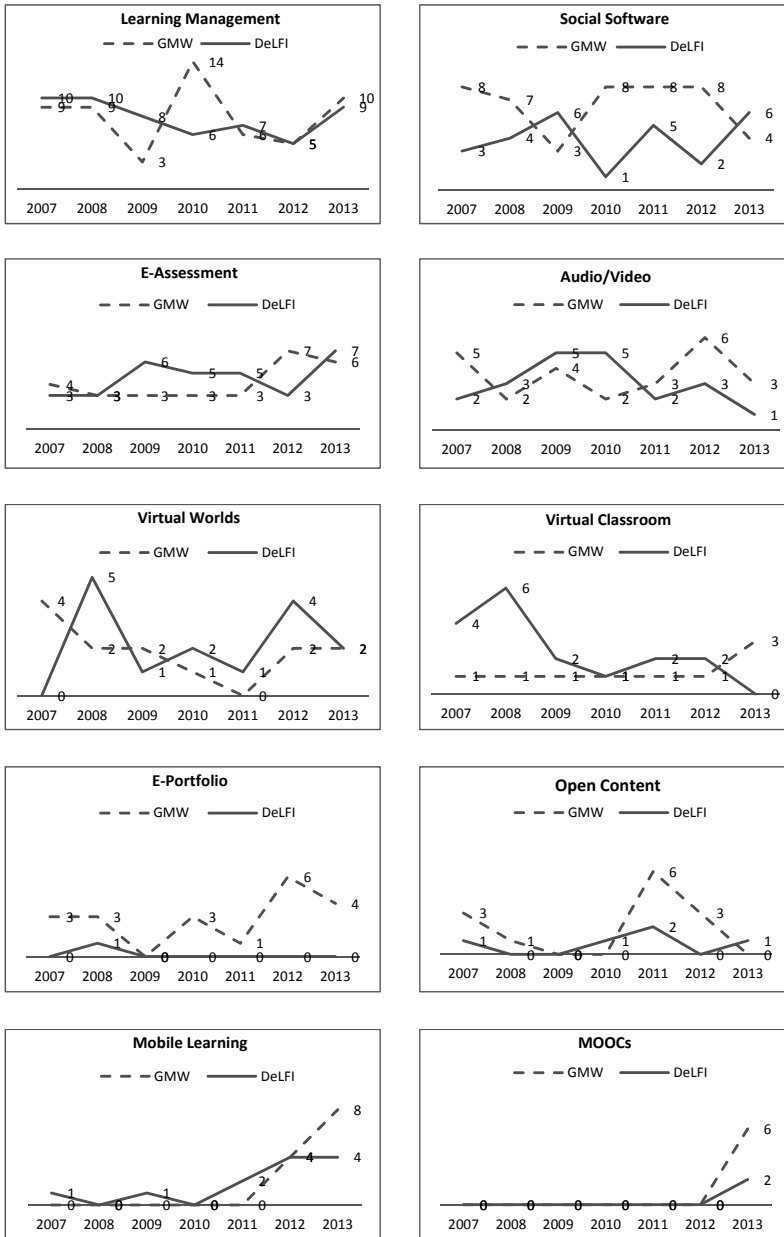 Learning Management
GMW DeLFI
14
10 10 10
9 9 9
8
7
6 6
5
3
2007 2008 2009 2010 2011 2012 2013
Social Software
GMW DeLFI
8 8 8 8
7
6 6
5
4 4
3 3
2
1
2007 2008 2009 2010 2011 2012 2013
E-Assessment
GMW DeLFI
7 7
6 6
5 5
4
3 3 3 3 3 3
2007 2008 2009 2010 2011 2012 2013
Audio/Video
GMW DeLFI
6
5 5 5
4
3 3 3 3
2 2 2 2
1
2007 2008 2009 2010 2011 2012 2013
Virtual Worlds
GMW DeLFI
5
4 4
2 2 2 2 2
1 1 1
0 0
2007 2008 2009 2010 2011 2012 2013
Virtual Classroom
GMW DeLFI
6
4
3
2 2 2
1 1 1 1 1 1
0
2007 2008 2009 2010 2011 2012 2013
E-Portfolio
GMW DeLFI
6
4
3 3 3
1 1
0 0 0 0 0 0
2007 2008 2009 2010 2011 2012 2013
Open Content
GMW DeLFI
6
3 3
2
1 1 1 1
0 0 0 0 0
2007 2008 2009 2010 2011 2012 2013
Mobile Learning
GMW DeLFI
8
4 4
2
1 1
0 0 0 0 0
2007 2008 2009 2010 2011 2012 2013
MOOCs
GMW DeLFI
6
2
0 0 0 0 0 0
2007 2008 2009 2010 2011 2012 2013